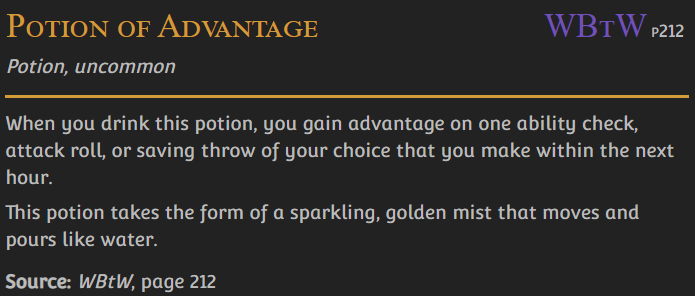 Potion of Advantage WBtW p212
Potion, uncommon
When you drink this potion, you gain advantage on one ability check,
attack roll, or saving throw of your choice that you make within the next
hour.
This potion takes the form of a sparkling, golden mist that moves and
pours like water.
Source: WBtW, page 212